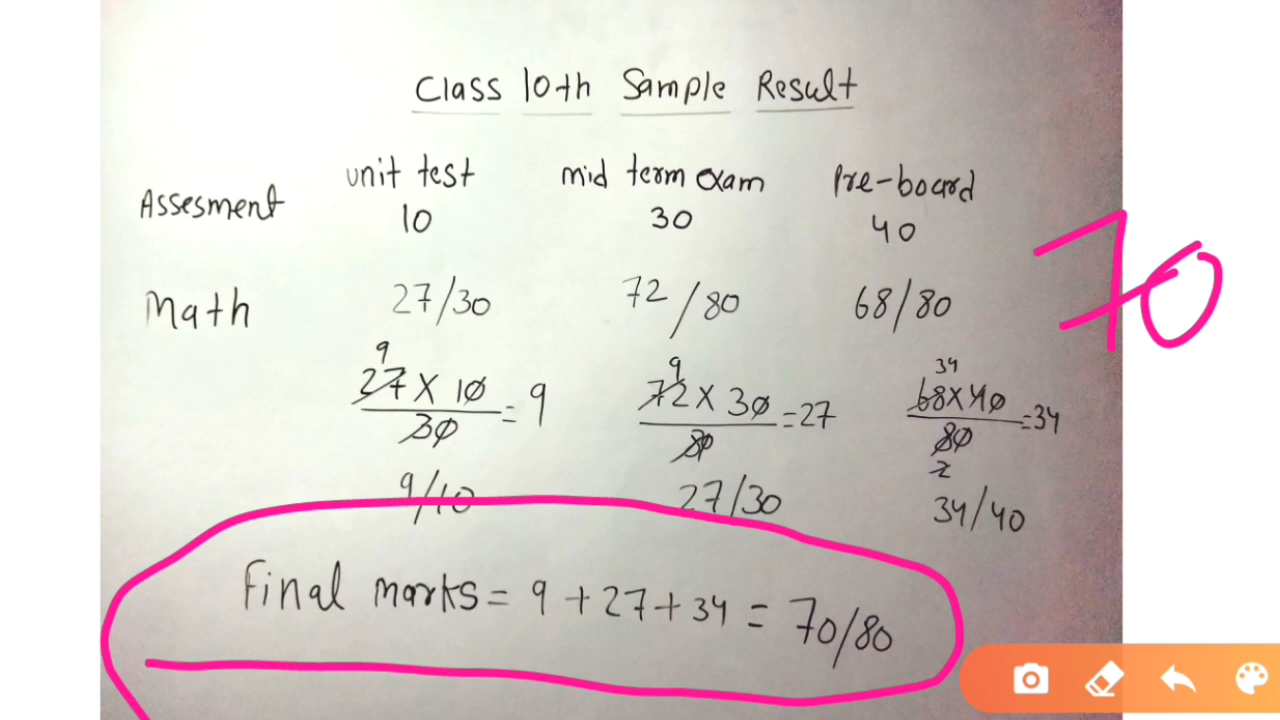 Class 10th Sample Result
Assesment unit test mid term exam Pre-board
10 30 40
Math 27/30 72/80 68/80
9 9 34
27 X 10 = 9 72 X 30 = 27 68 X 40 = 34
30 80 80
2
9/10 27/30 34/40
Final marks = 9 + 27 + 34 = 70/80
70